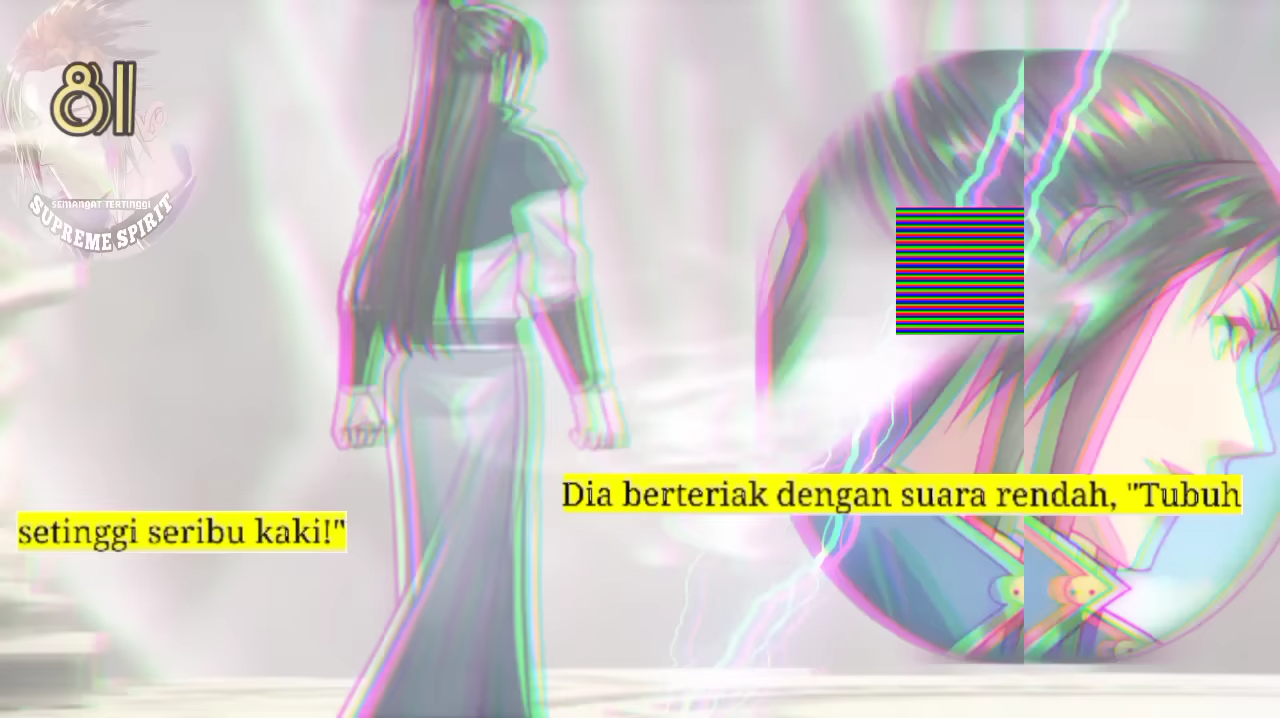 81
SEMANGAT TERTINGGI
SUPREME SPIRIT
Dia berteriak dengan suara rendah, "Tubuh
setinggi seribu kaki!"